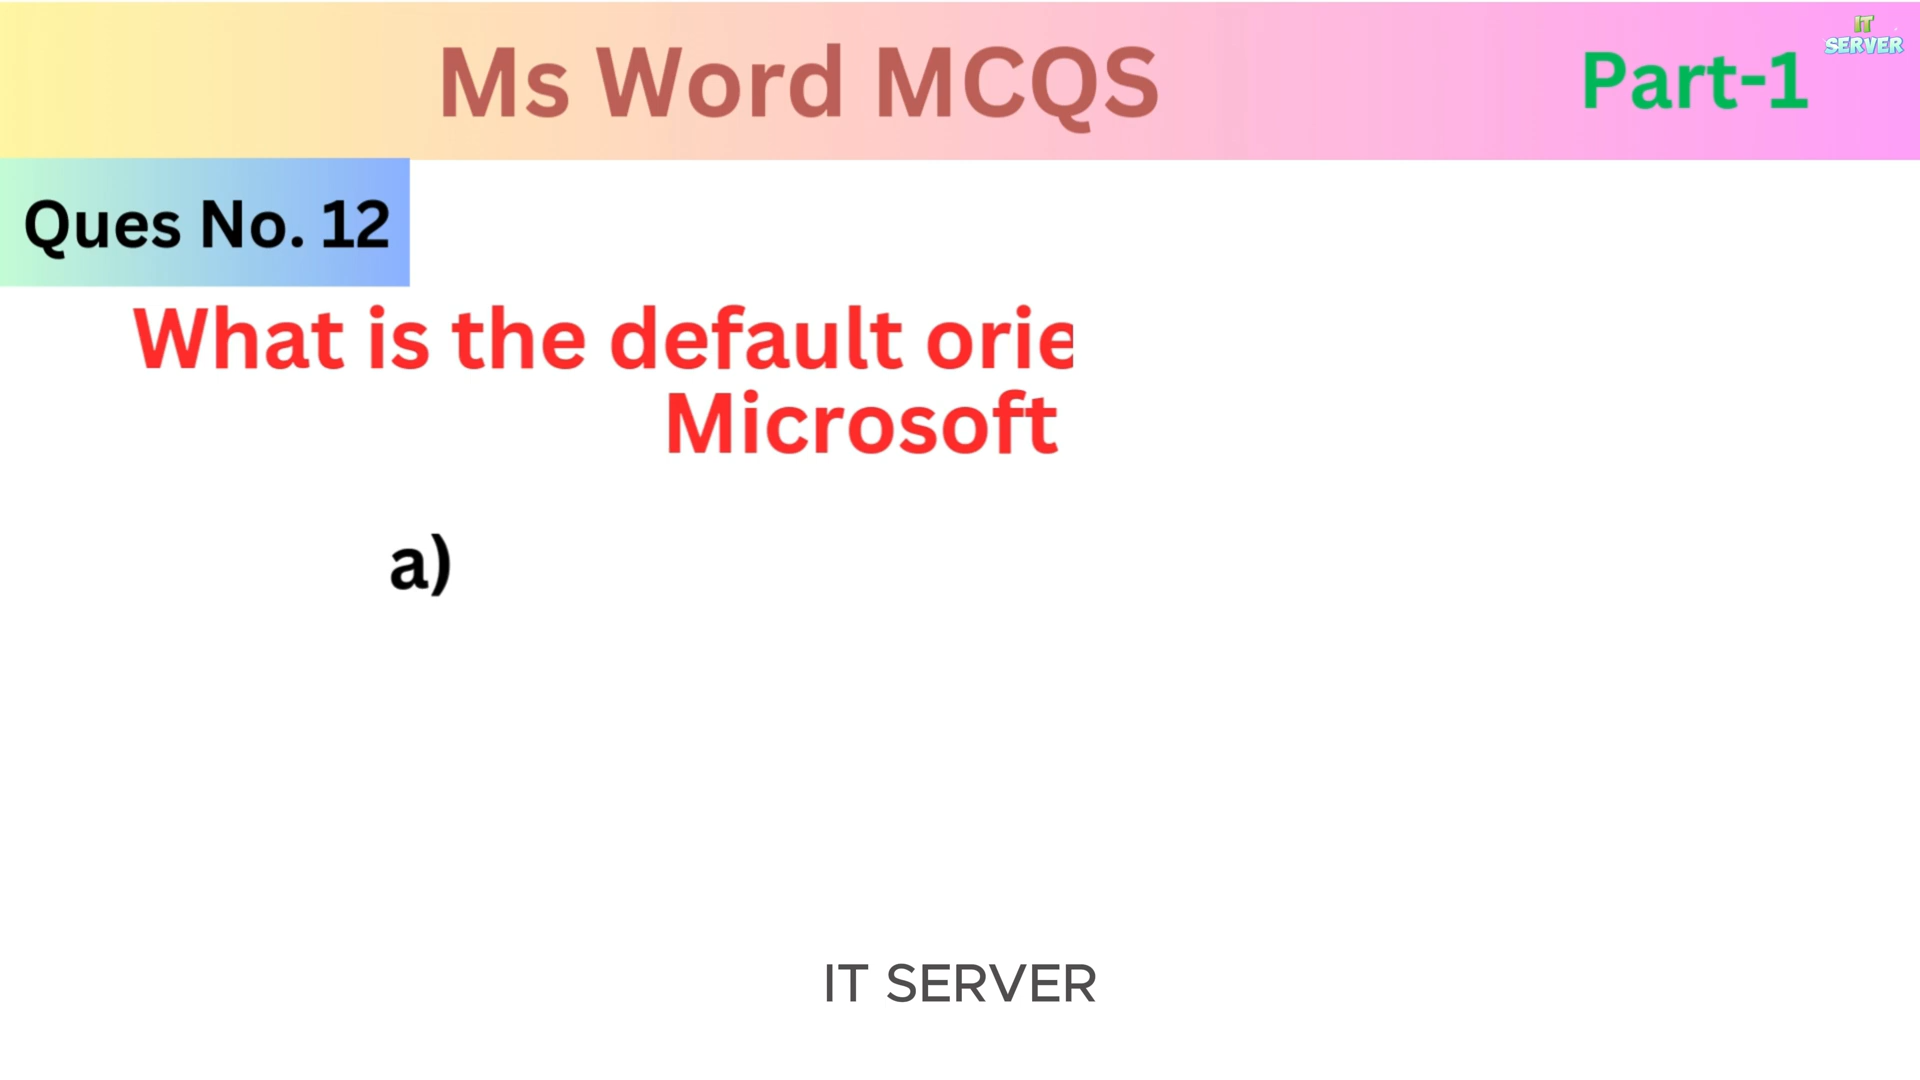 Ms Word MCQS
Part-1
IT
SERVER
Ques No. 12
What is the default orie
Microsoft
a)
IT SERVER